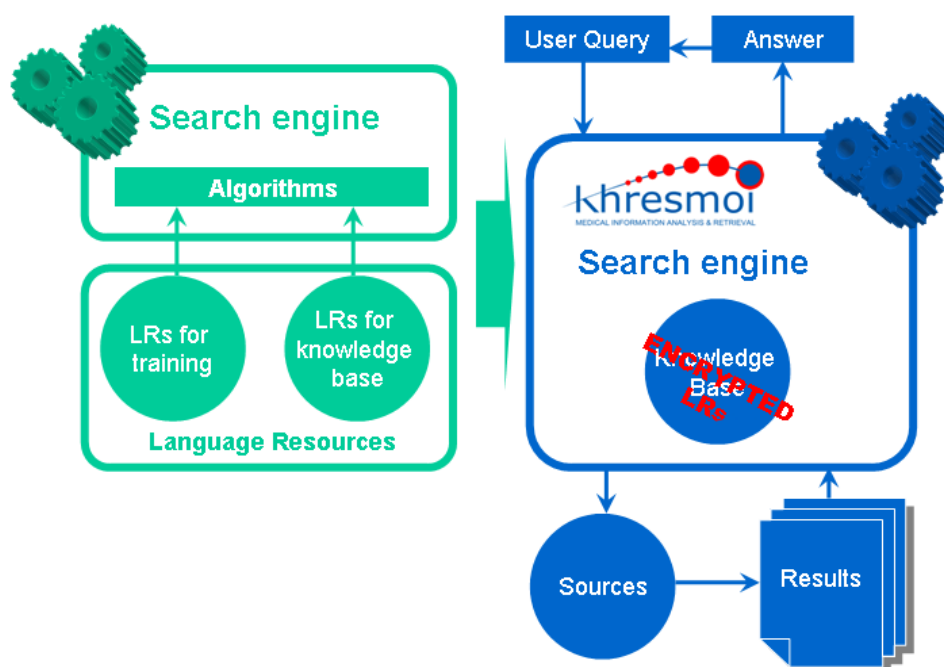 Search engine
Algorithms
LRs for
training
LRs for
knowledge
base
Language Resources
User Query
Answer
khresmoi
MEDICAL INFORMATION ANALYSIS & RETRIEVAL
Search engine
Knowledge
Base
ENCRYPTED
LRs
Sources
Results